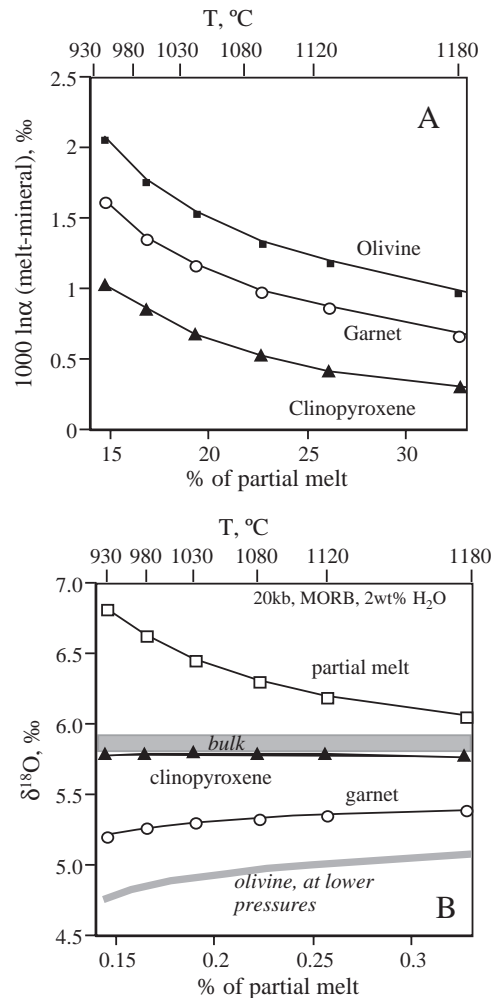 T, ºC
930 980 1030 1090 1120 1180
2.5
A
2
1.5
Olivine
1
Garnet
0.5
Clinopyroxene
0
1000 lnα (melt-mineral), ‰
15 20 25 30
% of partial melt
T, ºC
930 980 1030 1080 1120 1180
7.0
20kb, MORB, 2wt% H₂O
6.5
partial melt
6.0
bulk
clinopyroxene
5.5
garnet
5.0
olivine, at lower
pressures
B
4.5
δ¹⁸O, ‰
0.15 0.2 0.25 0.3
% of partial melt